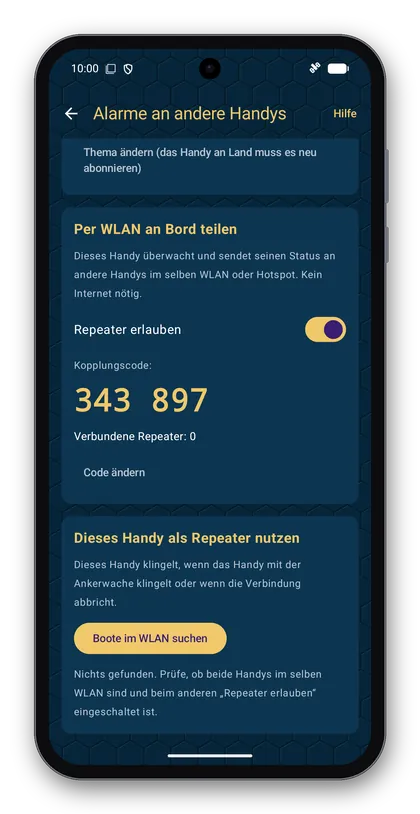 10:00
Alarme an andere Handys
Hilfe
Thema ändern (das Handy an Land muss es neu
abonnieren)
Per WLAN an Bord teilen
Dieses Handy überwacht und sendet seinen Status an
andere Handys im selben WLAN oder Hotspot. Kein
Internet nötig.
Repeater erlauben
Kopplungscode:
343 897
Verbundene Repeater: 0
Code ändern
Dieses Handy als Repeater nutzen
Dieses Handy klingelt, wenn das Handy mit der
Ankerwache klingelt oder wenn die Verbindung
abbricht.
Boote im WLAN suchen
Nichts gefunden. Prüfe, ob beide Handys im selben
WLAN sind und beim anderen „Repeater erlauben“
eingeschaltet ist.